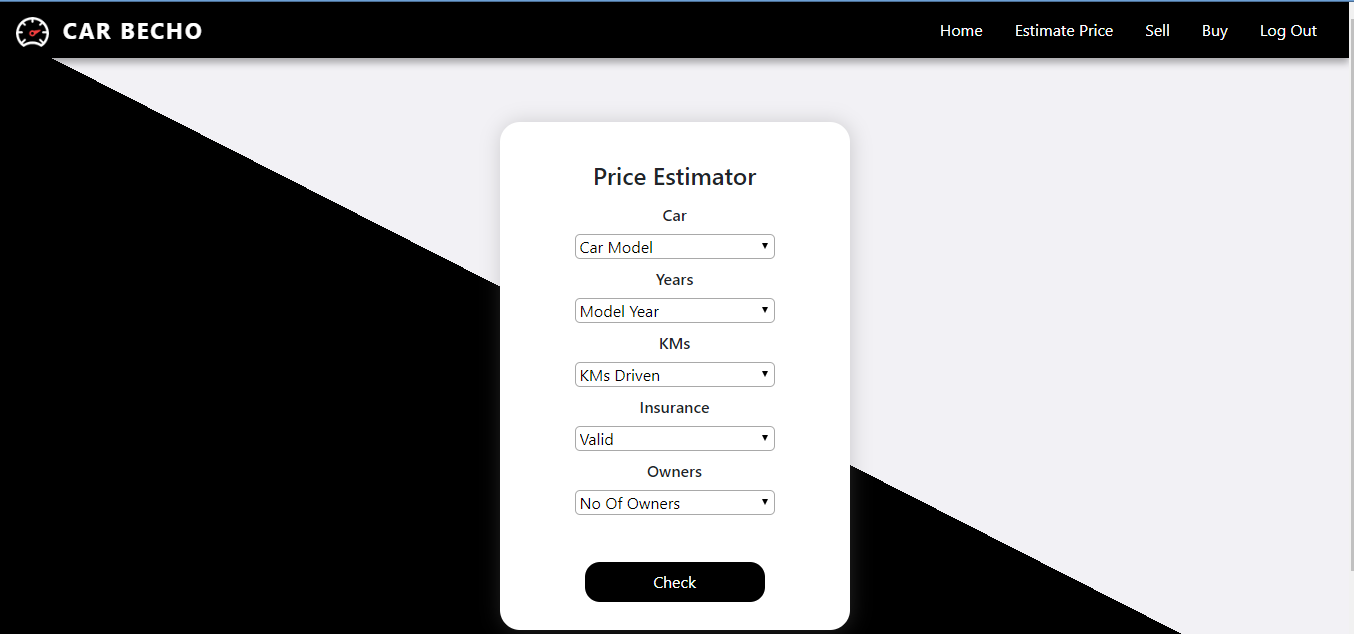 CAR BECHO
Home Estimate Price Sell Buy Log Out
Price Estimator
Car
Car Model
Years
Model Year
KMs
KMs Driven
Insurance
Valid
Owners
No Of Owners
Check